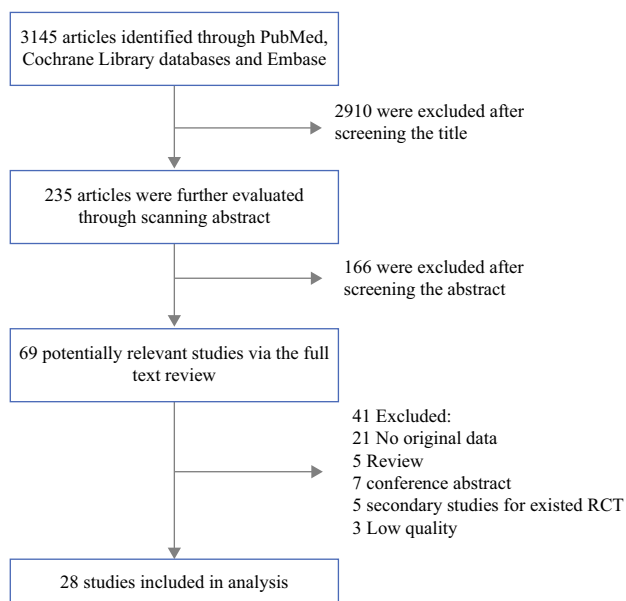 3145 articles identified through PubMed,
Cochrane Library databases and Embase
2910 were excluded after
screening the title
235 articles were further evaluated
through scanning abstract
166 were excluded after
screening the abstract
69 potentially relevant studies via the full
text review
41 Excluded:
21 No original data
5 Review
7 conference abstract
5 secondary studies for existed RCT
3 Low quality
28 studies included in analysis